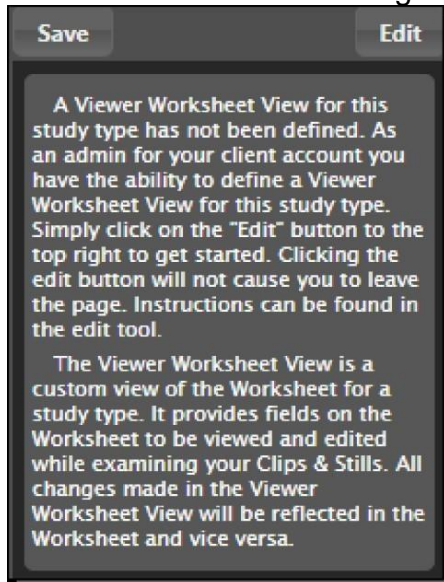 Save Edit
A Viewer Worksheet View for this
study type has not been defined. As
an admin for your client account you
have the ability to define a Viewer
Worksheet View for this study type.
Simply click on the "Edit" button to the
top right to get started. Clicking the
edit button will not cause you to leave
the page. Instructions can be found in
the edit tool.
The Viewer Worksheet View is a
custom view of the Worksheet for a
study type. It provides fields on the
Worksheet to be viewed and edited
while examining your Clips & Stills. All
changes made in the Viewer
Worksheet View will be reflected in the
Worksheet and vice versa.